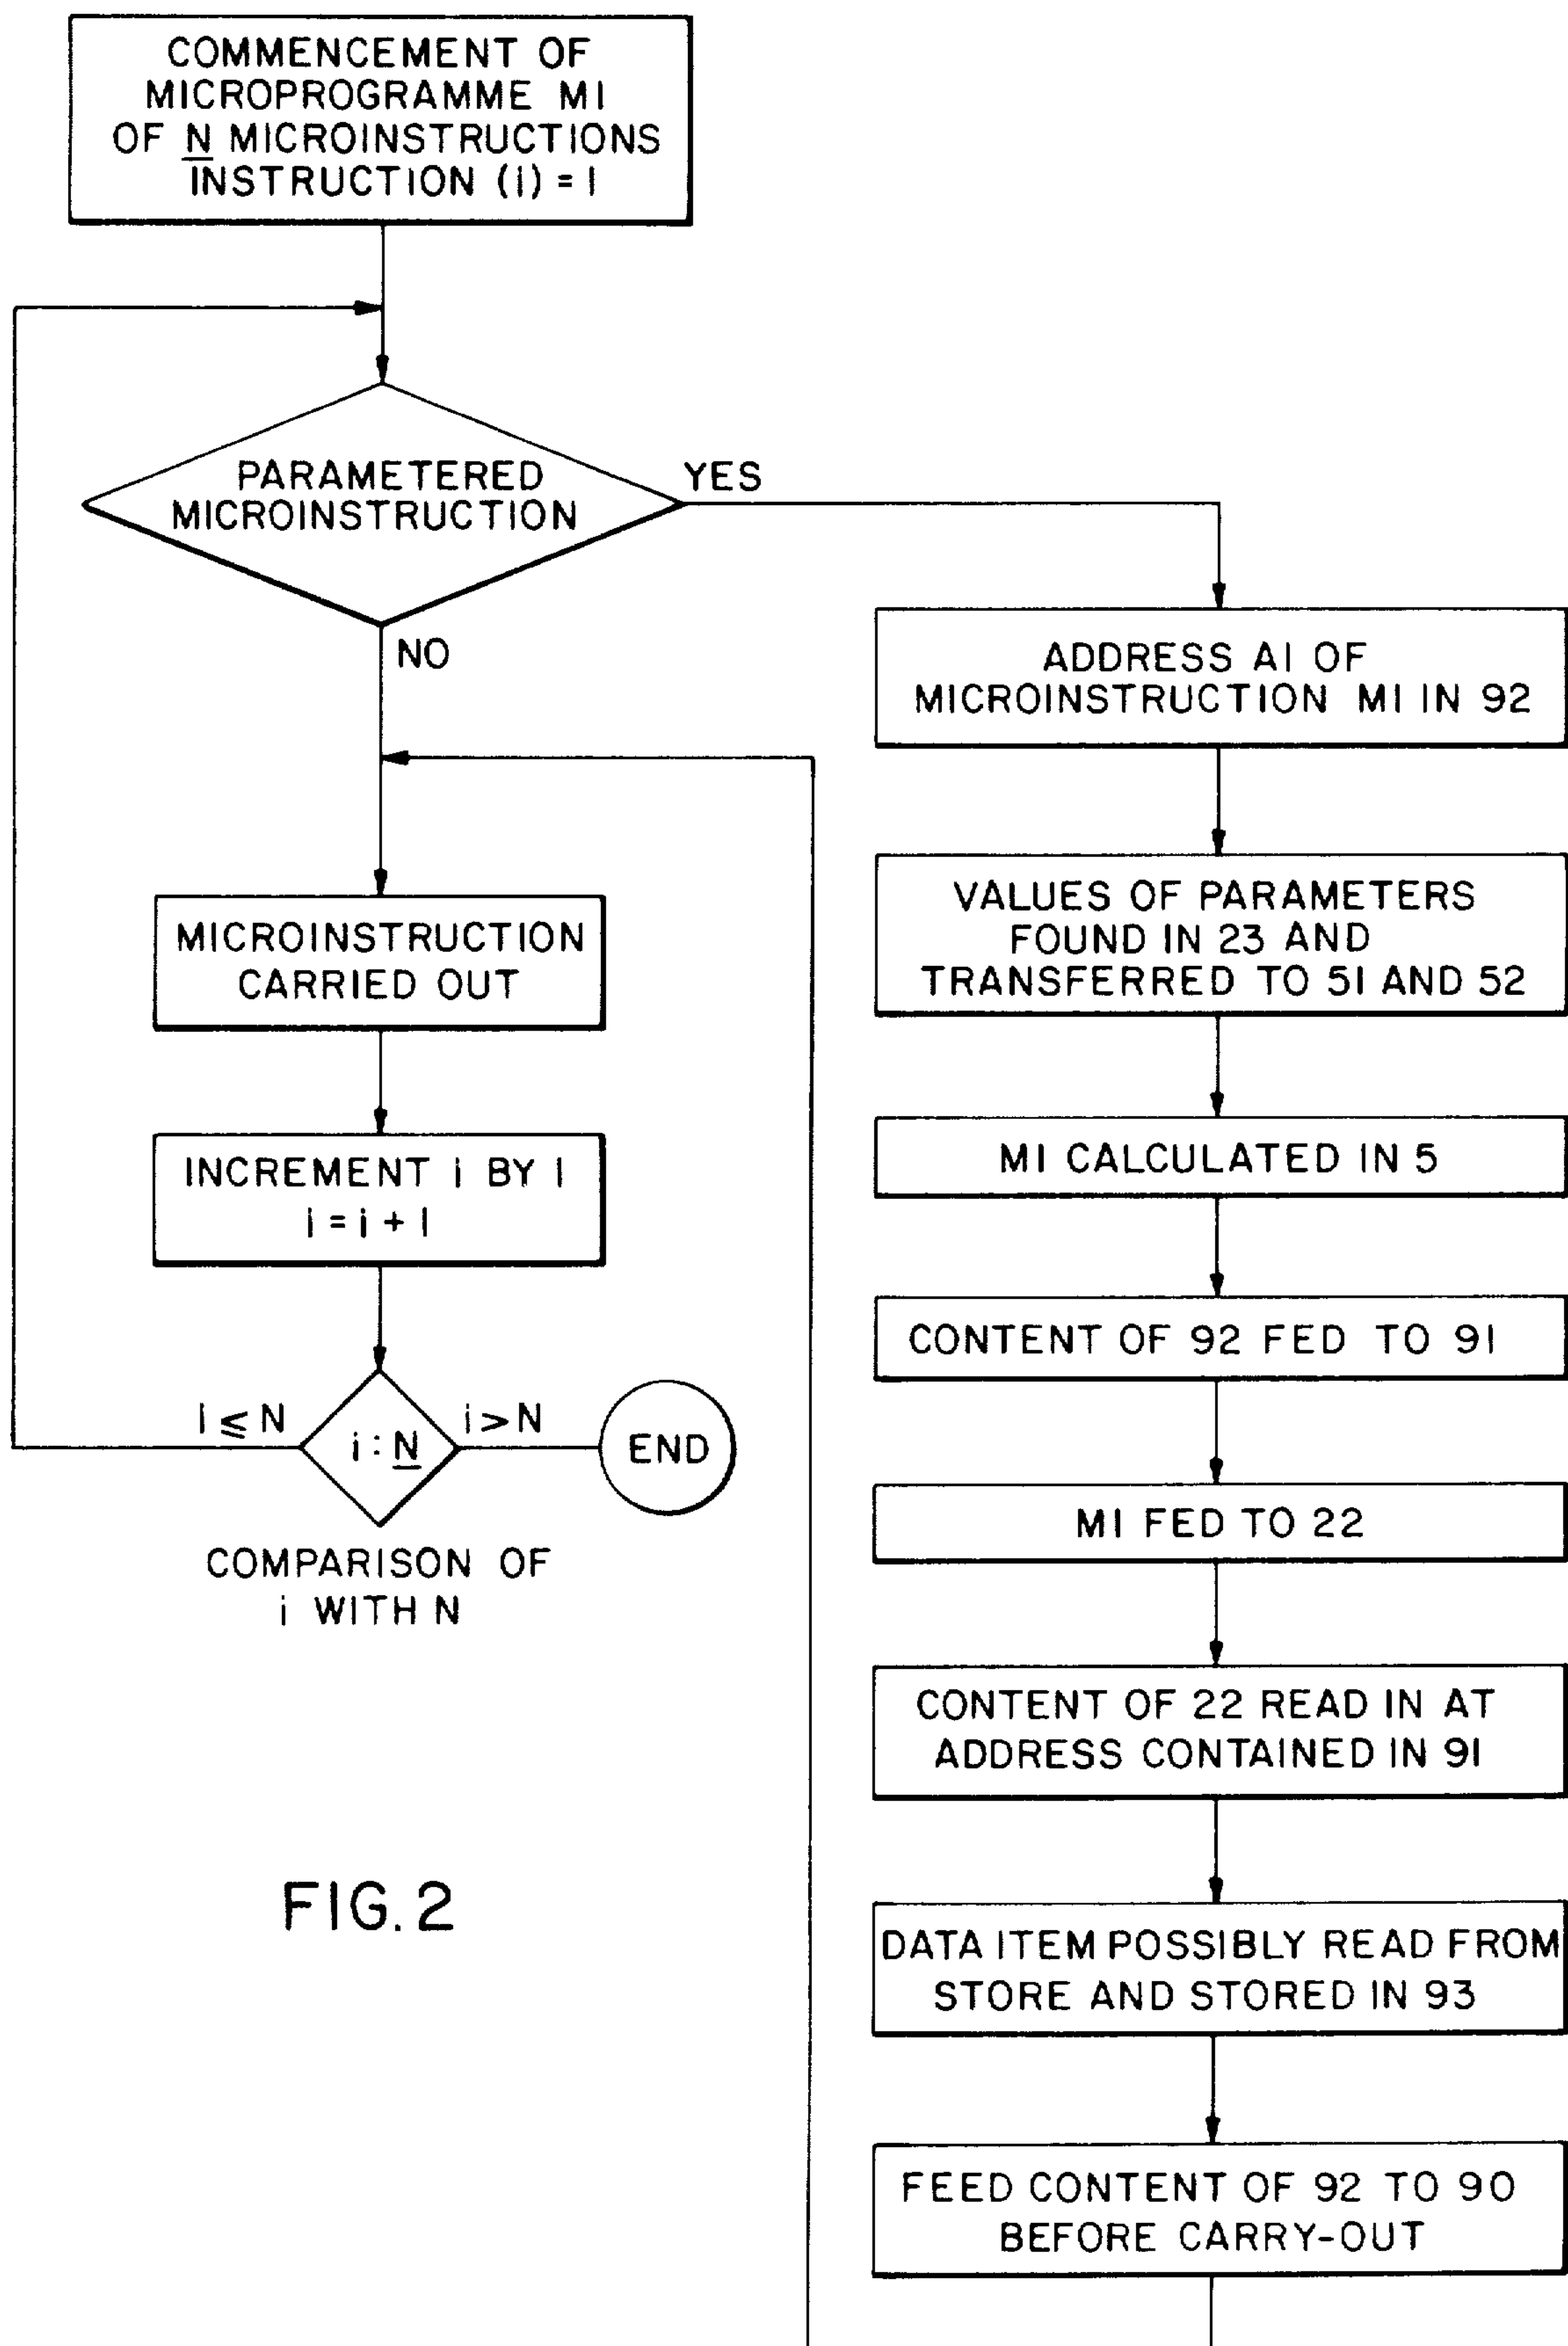 COMMENCEMENT OF
MICROPROGRAMME MI
OF N MICROINSTRUCTIONS
INSTRUCTION (i) = 1
PARAMETERED
MICROINSTRUCTION
YES
NO
MICROINSTRUCTION
CARRIED OUT
INCREMENT i BY 1
i = i + 1
i ≤ N
i : N
i > N
END
COMPARISON OF
i WITH N
ADDRESS AI OF
MICROINSTRUCTION MI IN 92
VALUES OF PARAMETERS
FOUND IN 23 AND
TRANSFERRED TO 51 AND 52
MI CALCULATED IN 5
CONTENT OF 92 FED TO 91
MI FED TO 22
CONTENT OF 22 READ IN AT
ADDRESS CONTAINED IN 91
DATA ITEM POSSIBLY READ FROM
STORE AND STORED IN 93
FEED CONTENT OF 92 TO 90
BEFORE CARRY-OUT
FIG. 2